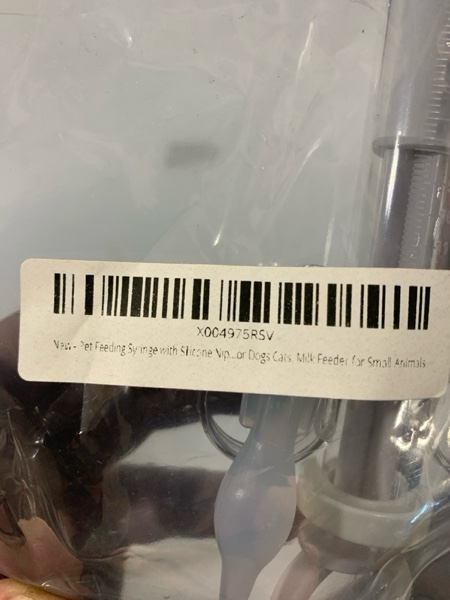 X004975RSV
New - Pet Feeding Syringe with Silicone Nip...or Dogs Cats, Milk Feeder for Small Animals